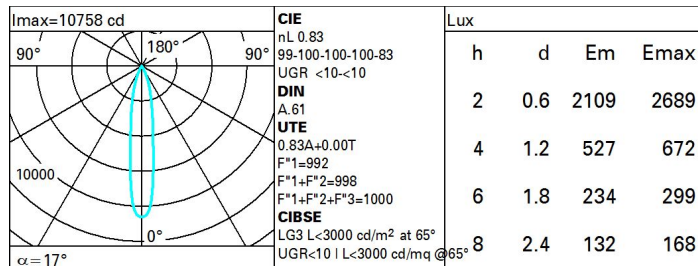 Imax=10758 cd
90°
180°
90°
10000
0°
α=17°
CIE
nL 0.83
99-100-100-100-83
UGR <10-<10
DIN
A.61
UTE
0.83A+0.00T
F"1=992
F"1+F"2=998
F"1+F"2+F"3=1000
CIBSE
LG3 L<3000 cd/m² at 65°
UGR<10 | L<3000 cd/mq @65°
Lux
h d Em Emax
2 0.6 2109 2689
4 1.2 527 672
6 1.8 234 299
8 2.4 132 168